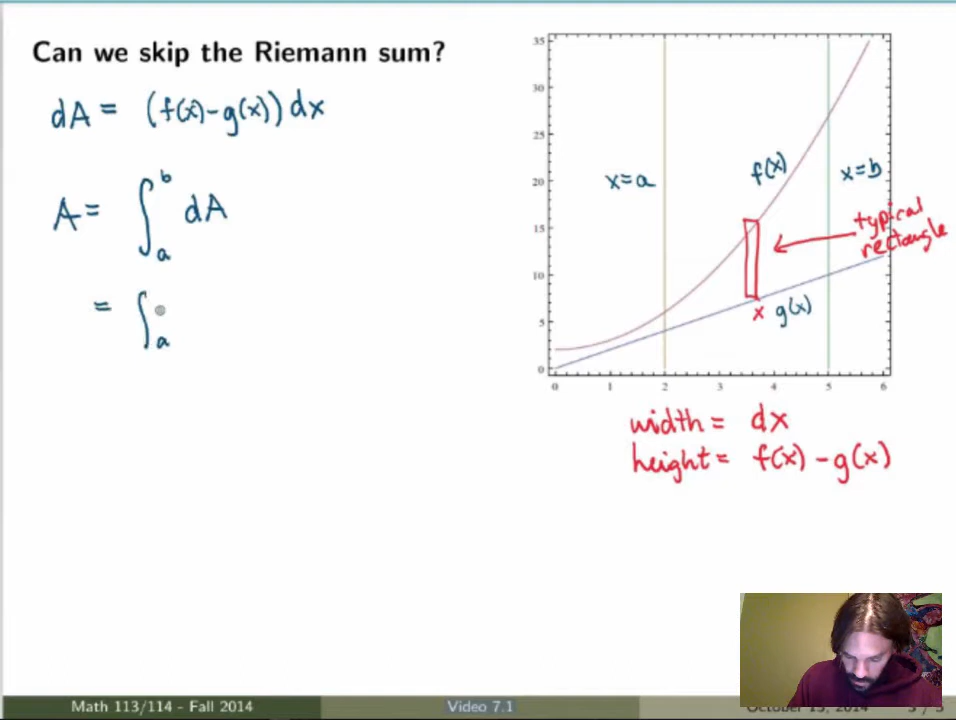 Can we skip the Riemann sum?
dA = (f(x)-g(x)) dx
A = ∫_a^b dA
= ∫_a
35
30
25
20
15
10
5
0
0 1 2 3 4 5 6
x=a
f(x)
x=b
typical
rectangle
x
g(x)
width = dx
height = f(x) - g(x)
Math 113/114 - Fall 2014
Video 7.1
2014